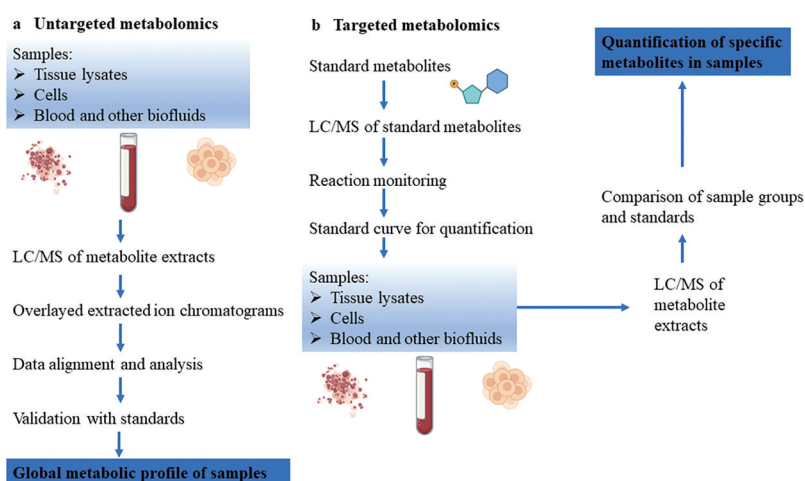 a Untargeted metabolomics
Samples:
➤ Tissue lysates
➤ Cells
➤ Blood and other biofluids
LC/MS of metabolite extracts
Overlayed extracted ion chromatograms
Data alignment and analysis
Validation with standards
Global metabolic profile of samples
b Targeted metabolomics
Standard metabolites
P
LC/MS of standard metabolites
Reaction monitoring
Standard curve for quantification
Samples:
➤ Tissue lysates
➤ Cells
➤ Blood and other biofluids
LC/MS of
metabolite
extracts
Comparison of sample groups
and standards
Quantification of specific
metabolites in samples